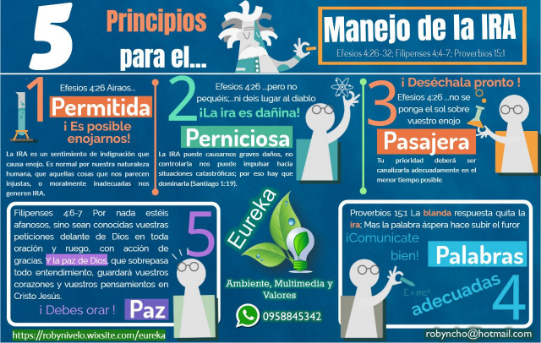 5 Principios
para el...
Manejo de la IRA
Efesios 4:26-32; Filipenses 4:4-7; Proverbios 15:1
1
Efesios 4:26 Airaos...
Permitida
¡ Es posible
enojarnos!
La IRA es un sentimiento de indignación que
causa enojo. Es normal por nuestra naturaleza
humana, que aquellas cosas que nos parecen
injustas, o moralmente inadecuadas nos
generen IRA.
2
Efesios 4:26 ...pero no
pequéis;...ni deis lugar al diablo
¡La ira es dañina!
Perniciosa
La IRA puede causarnos graves daños, no
controlarla nos puede impulsar hacia
situaciones catastróficas; por eso hay que
dominarla (Santiago 1:19).
3
¡ Deséchala pronto !
Efesios 4:26 ...no se
ponga el sol sobre
vuestro enojo
Pasajera
Tu prioridad deberá ser
canalizarla adecuadamente en el
menor tiempo posible
Proverbios 15:1 La blanda respuesta quita la
ira; Mas la palabra áspera hace subir el furor
¡Comunícate
bien!
Palabras
adecuadas
4
E=mc²
Filipenses 4:6-7 Por nada estéis
afanosos, sino sean conocidas vuestras
peticiones delante de Dios en toda
oración y ruego, con acción de
gracias. Y la paz de Dios, que sobrepasa
todo entendimiento, guardará vuestros
corazones y vuestros pensamientos en
Cristo Jesús.
5
¡ Debes orar !
Paz
Eureka
Ambiente, Multimedia y
Valores
0958845342
https://robynivelo.wixsite.com/eureka
robyncho@hotmail.com